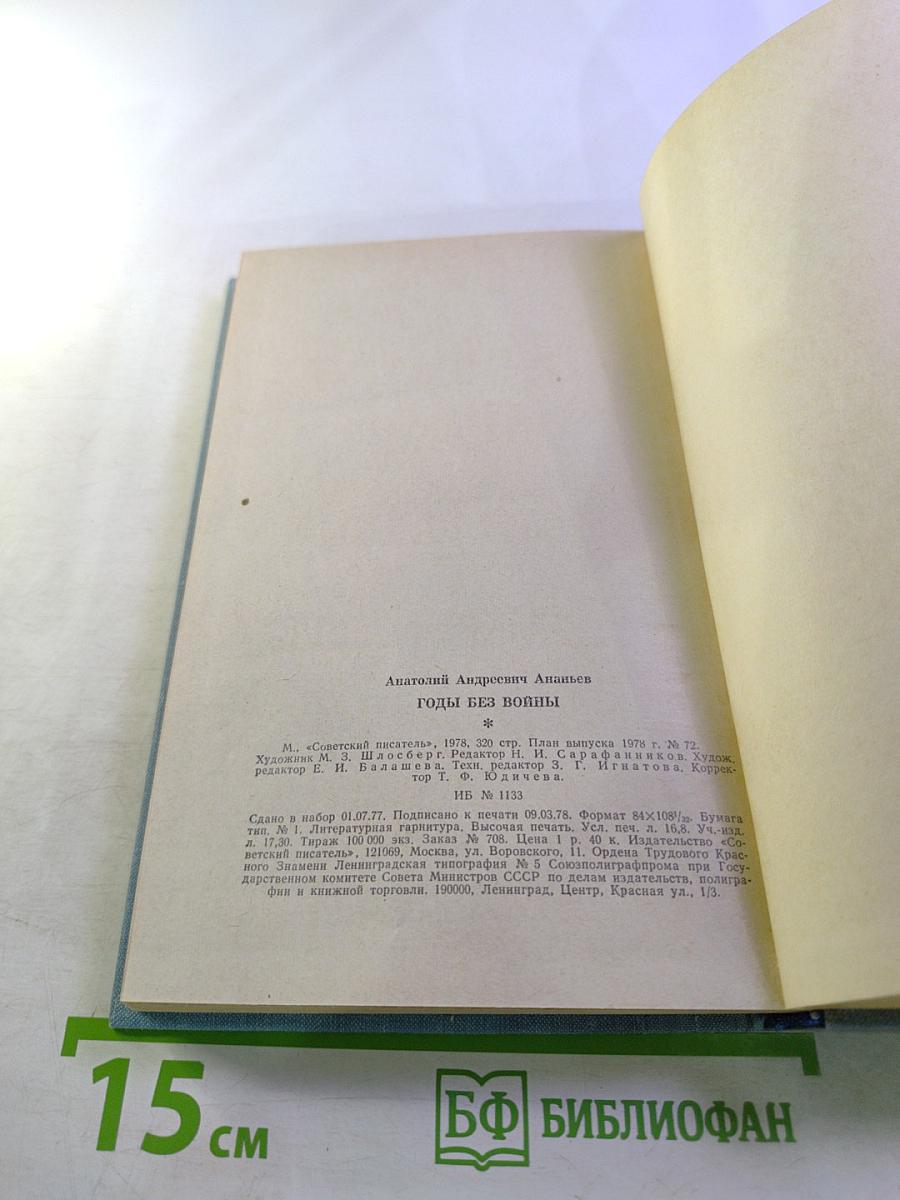 Анатолий Андреевич Ананьев
ГОДЫ БЕЗ ВОЙНЫ
*
М., «Советский писатель», 1978, 320 стр. План выпуска 1978 г. № 72.
Художник М. З. Шлосберг. Редактор Н. И. Сарафанников. Худож.
редактор Е. И. Балашева. Техн. редактор З. Г. Игнатова. Коррек-
тор Т. Ф. Юдичева.
ИБ № 1133
Сдано в набор 01.07.77. Подписано к печати 09.03.78. Формат 84×108¹/₃₂. Бумага
тип. № 1. Литературная гарнитура. Высокая печать. Усл. печ. л. 16,8. Уч.-изд.
л. 17,30. Тираж 100 000 экз. Заказ № 708. Цена 1 р. 40 к. Издательство «Со-
ветский писатель», 121069, Москва, ул. Воровского, 11. Ордена Трудового Крас-
ного Знамени Ленинградская типография № 5 Союзполиграфпрома при Госу-
дарственном комитете Совета Министров СССР по делам издательств, полигра-
фии и книжной торговли. 190000, Ленинград, Центр, Красная ул., 1/3.
15 см
БФ БИБЛИОФАН